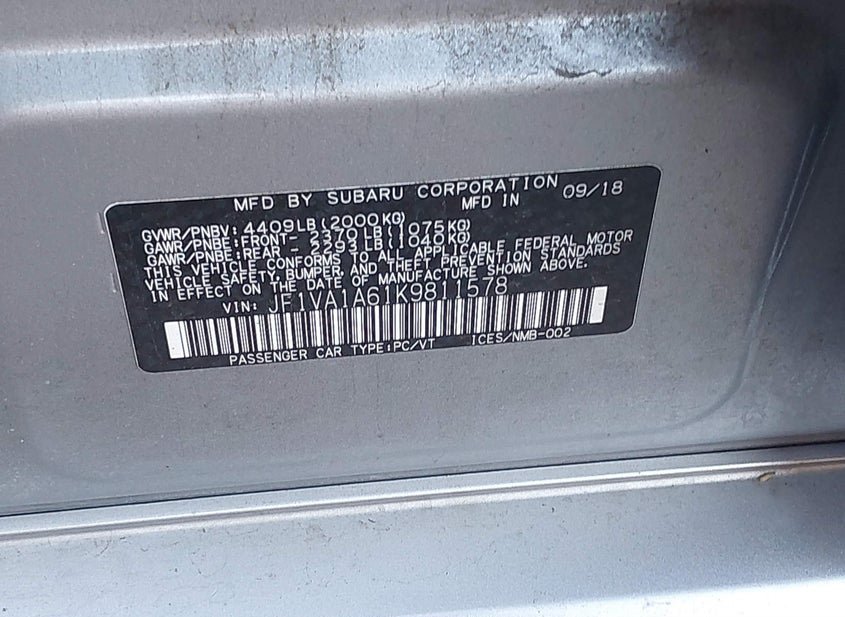 MFD BY SUBARU CORPORATION
MFD IN 09/18
GVWR/PNBV: 4409LB(2000KG)
GAWR/PNBE:FRONT- 2370LB(1075KG)
GAWR/PNBE:REAR - 2293LB(1040KG)
THIS VEHICLE CONFORMS TO ALL APPLICABLE FEDERAL MOTOR
VEHICLE SAFETY, BUMPER, AND THEFT PREVENTION STANDARDS
IN EFFECT ON THE DATE OF MANUFACTURE SHOWN ABOVE.
VIN: JF1VA1A61K9811578
PASSENGER CAR TYPE:PC/VT ICES/NMB-002